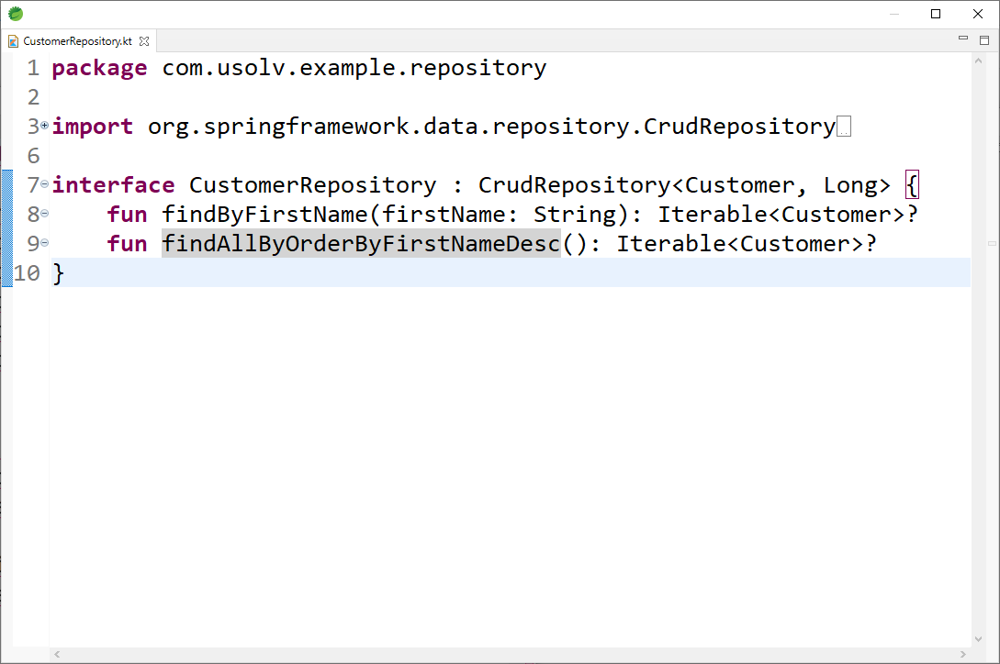 CustomerRepository.kt
1 package com.usolv.example.repository
2
3 import org.springframework.data.repository.CrudRepository..
6
7 interface CustomerRepository : CrudRepository<Customer, Long> {
8     fun findByFirstName(firstName: String): Iterable<Customer>?
9     fun findAllByOrderByFirstNameDesc(): Iterable<Customer>?
10 }